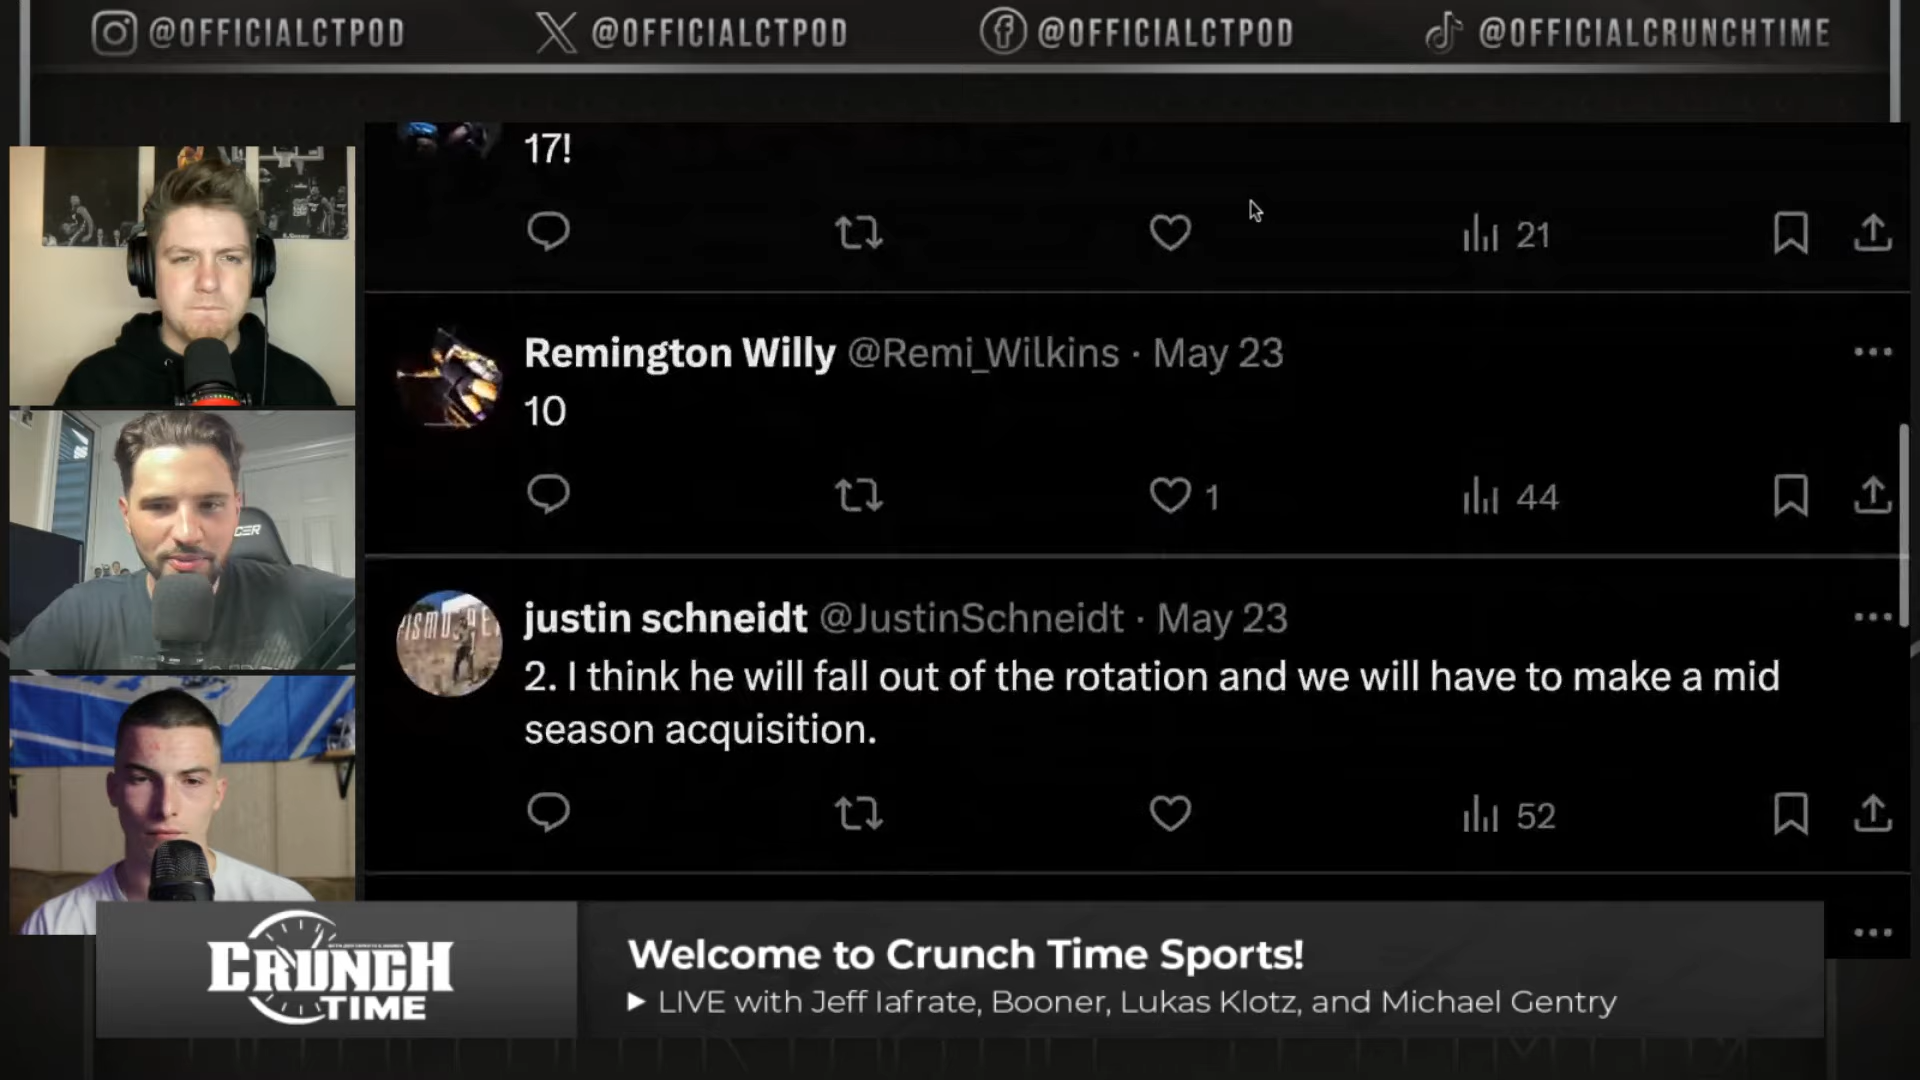 @OFFICIALCTPOD
@OFFICIALCTPOD
@OFFICIALCTPOD
@OFFICIALCRUNCHTIME
17!
21
Remington Willy @Remi_Wilkins · May 23
10
1
44
justin schneidt @JustinSchneidt · May 23
2. I think he will fall out of the rotation and we will have to make a mid
season acquisition.
52
CRUNCH
TIME
Welcome to Crunch Time Sports!
▶ LIVE with Jeff Iafrate, Booner, Lukas Klotz, and Michael Gentry